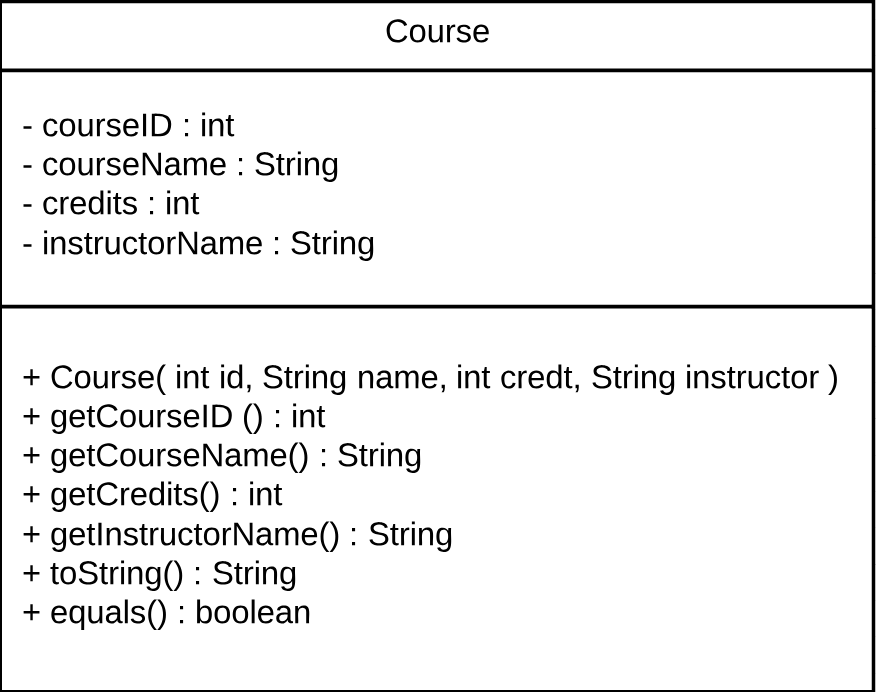 Course
- courseID : int
- courseName : String
- credits : int
- instructorName : String
+ Course( int id, String name, int credt, String instructor )
+ getCourseID () : int
+ getCourseName() : String
+ getCredits() : int
+ getInstructorName() : String
+ toString() : String
+ equals() : boolean